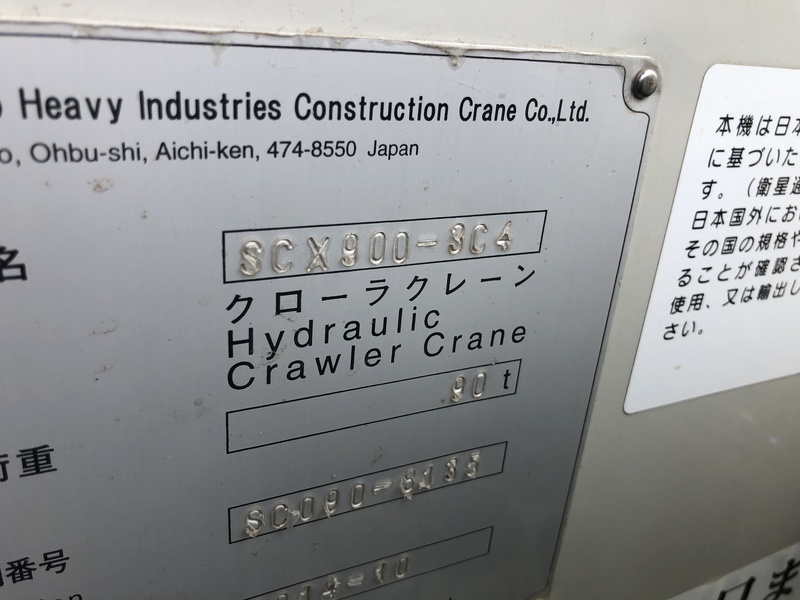 Heavy Industries Construction Crane Co.,Ltd.
Ohbu-shi, Aichi-ken, 474-8550 Japan
名
SCX900-3C4
クローラクレーン
Hydraulic
Crawler Crane
90 t
荷重
SC090-6133
番号
本機は日本
に基づいた
す。（衛星通
日本国外にお
その国の規格や
ることが確認さ
使用、又は輸出し
さい。